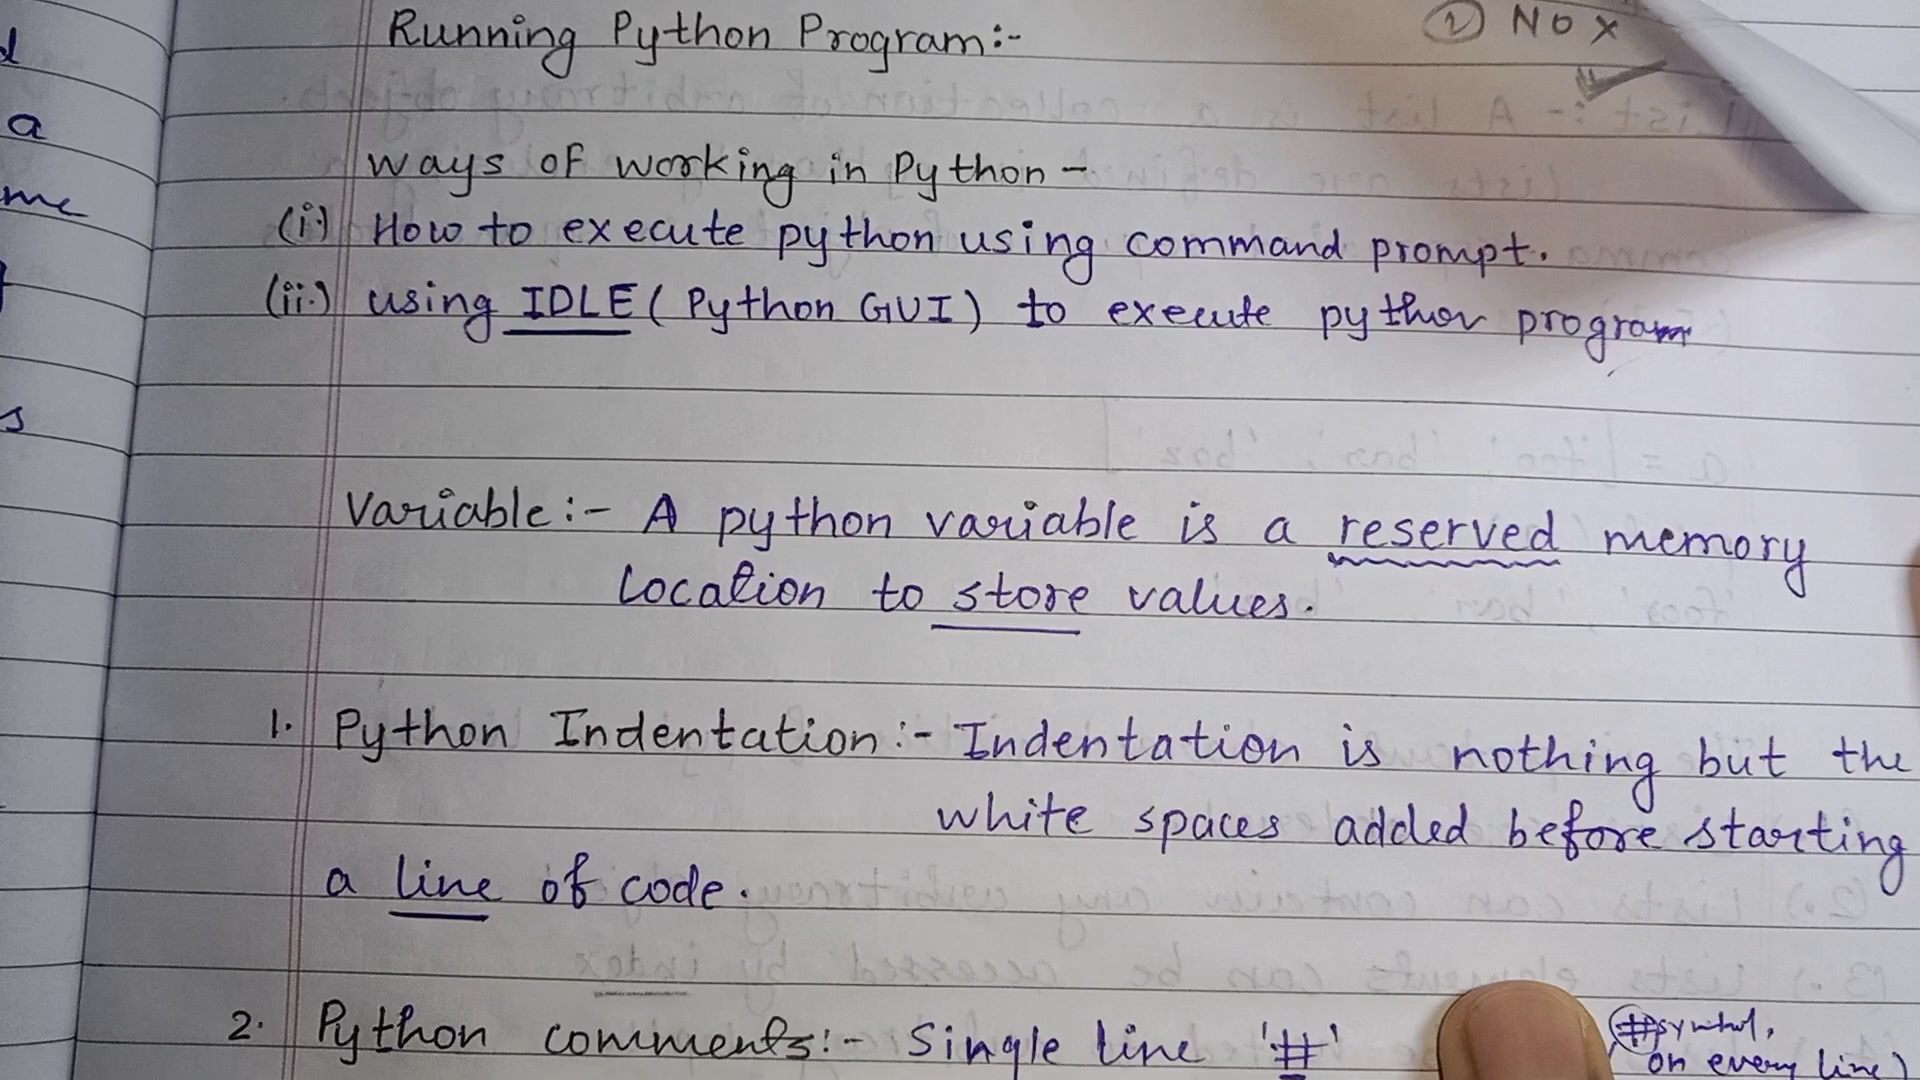 Running Python Program:-
② NO X
ways of working in Python -
(i.) How to execute python using command prompt.
(ii.) using IDLE ( Python GUI ) to execute python program
Variable :- A python variable is a reserved memory
location to store values.
1. Python Indentation :- Indentation is nothing but the
white spaces added before starting
a line of code.
2. Python comments :- Single line '#'
# symbol,
on every line)
d
a
me
s